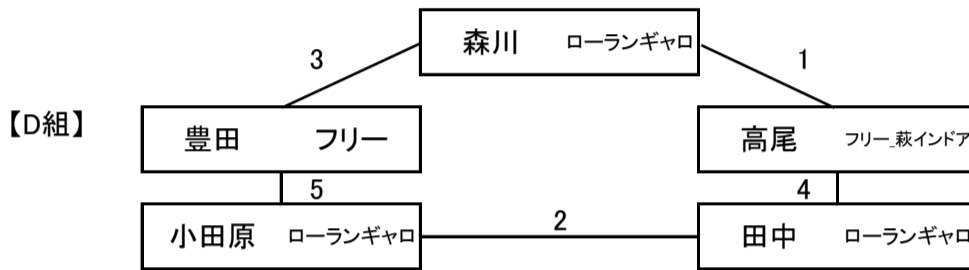 森川 ローランギャロ
3
1
【D組】
豊田 フリー
高尾 フリー_萩インドア
5
4
小田原 ローランギャロ
2
田中 ローランギャロ